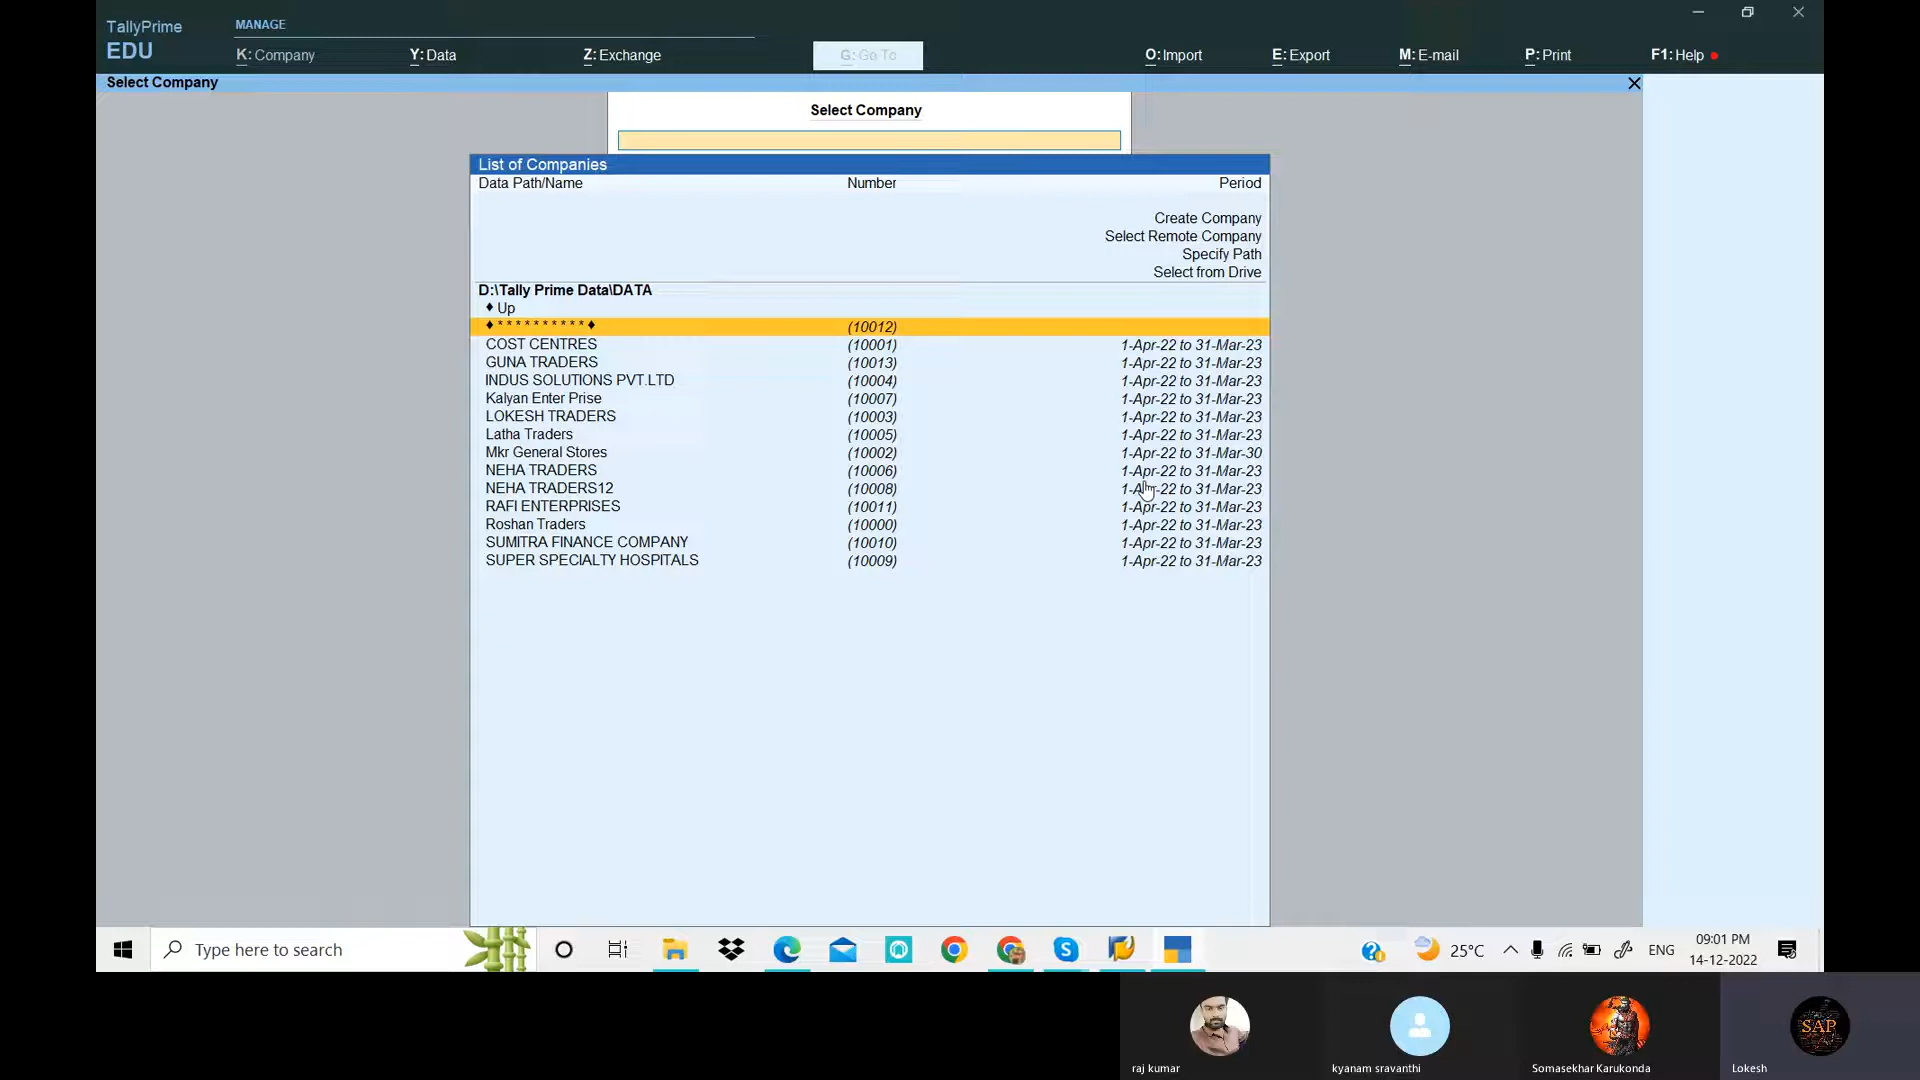 TallyPrime
EDU
MANAGE
K: Company
Y: Data
Z: Exchange
G: Go To
O: Import
E: Export
M: E-mail
P: Print
F1: Help
Select Company
Select Company
List of Companies
Data Path/Name Number Period
Create Company
Select Remote Company
Specify Path
Select from Drive
D:\Tally Prime Data\DATA
♦ Up
♦ * * * * * * * * * * ♦ (10012)
COST CENTRES (10001) 1-Apr-22 to 31-Mar-23
GUNA TRADERS (10013) 1-Apr-22 to 31-Mar-23
INDUS SOLUTIONS PVT.LTD (10004) 1-Apr-22 to 31-Mar-23
Kalyan Enter Prise (10007) 1-Apr-22 to 31-Mar-23
LOKESH TRADERS (10003) 1-Apr-22 to 31-Mar-23
Latha Traders (10005) 1-Apr-22 to 31-Mar-23
Mkr General Stores (10002) 1-Apr-22 to 31-Mar-30
NEHA TRADERS (10006) 1-Apr-22 to 31-Mar-23
NEHA TRADERS12 (10008) 1-Apr-22 to 31-Mar-23
RAFI ENTERPRISES (10011) 1-Apr-22 to 31-Mar-23
Roshan Traders (10000) 1-Apr-22 to 31-Mar-23
SUMITRA FINANCE COMPANY (10010) 1-Apr-22 to 31-Mar-23
SUPER SPECIALTY HOSPITALS (10009) 1-Apr-22 to 31-Mar-23
Type here to search
25°C
ENG
09:01 PM
14-12-2022
SAP
raj kumar
kyanam sravanthi
Somasekhar Karukonda
Lokesh